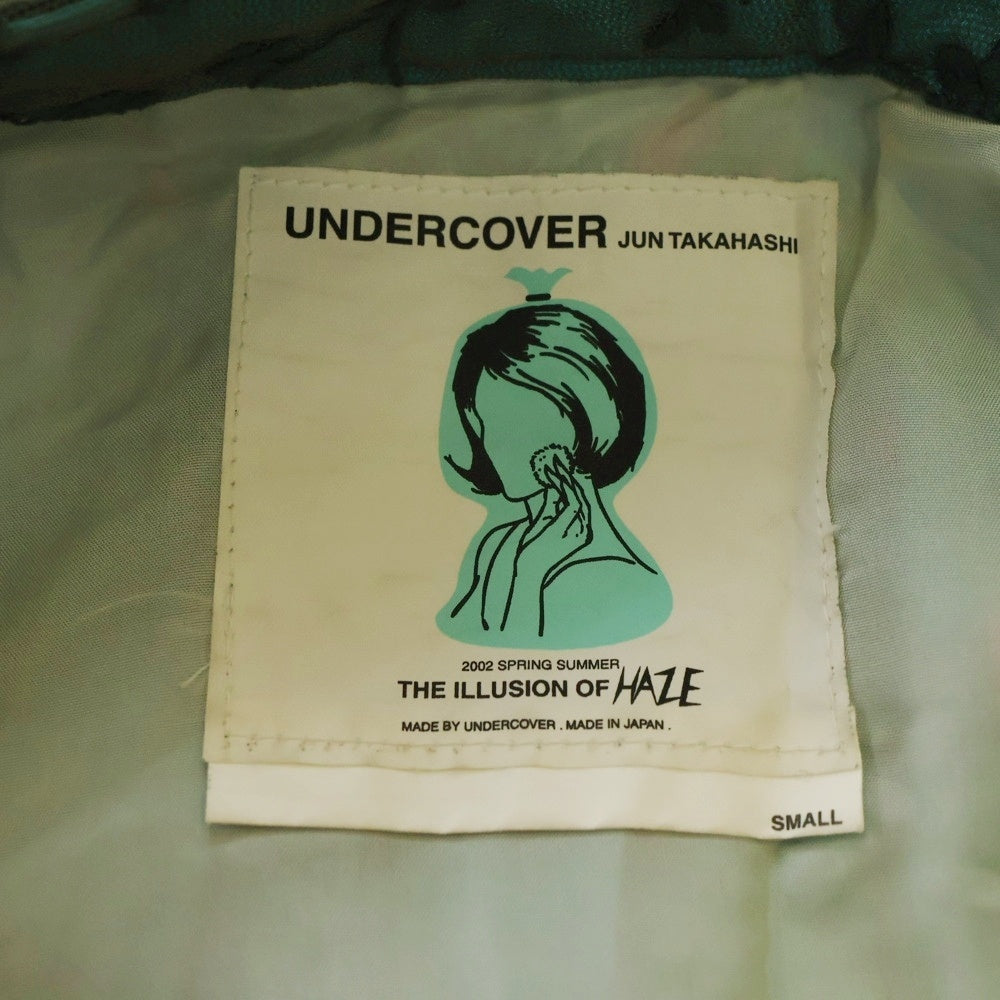 UNDERCOVER JUN TAKAHASHI
2002 SPRING SUMMER
THE ILLUSION OF HAZE
MADE BY UNDERCOVER . MADE IN JAPAN .
SMALL